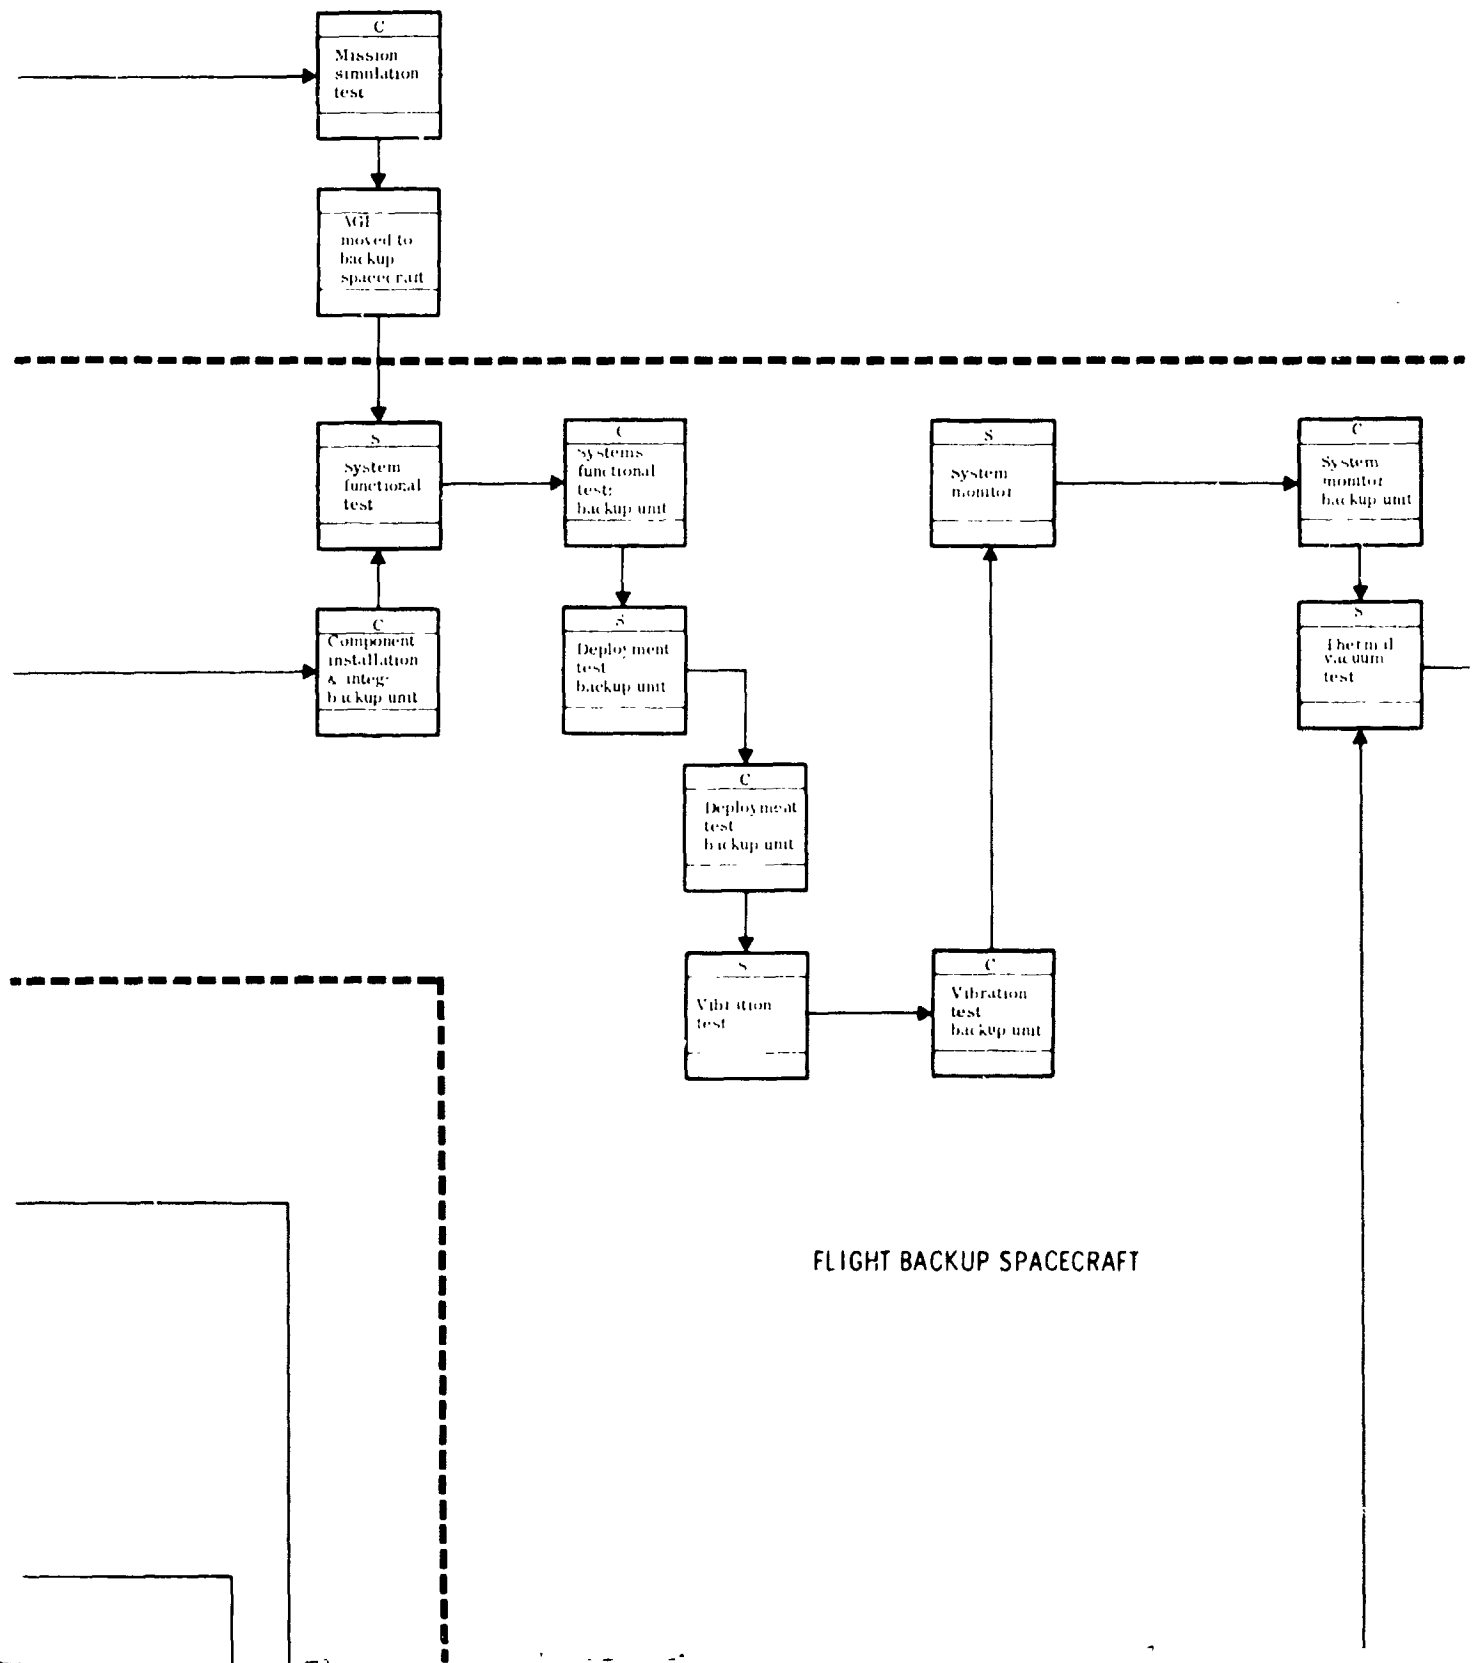 C
Mission
simulation
test
AGE
moved to
backup
spacecraft
S
System
functional
test
C
Systems
functional
test:
backup unit
S
System
monitor
C
System
monitor
backup unit
C
Component
installation
& integ.
backup unit
S
Deployment
test
backup unit
S
Thermal
vacuum
test
C
Deployment
test
backup unit
S
Vibration
test
C
Vibration
test
backup unit
FLIGHT BACKUP SPACECRAFT